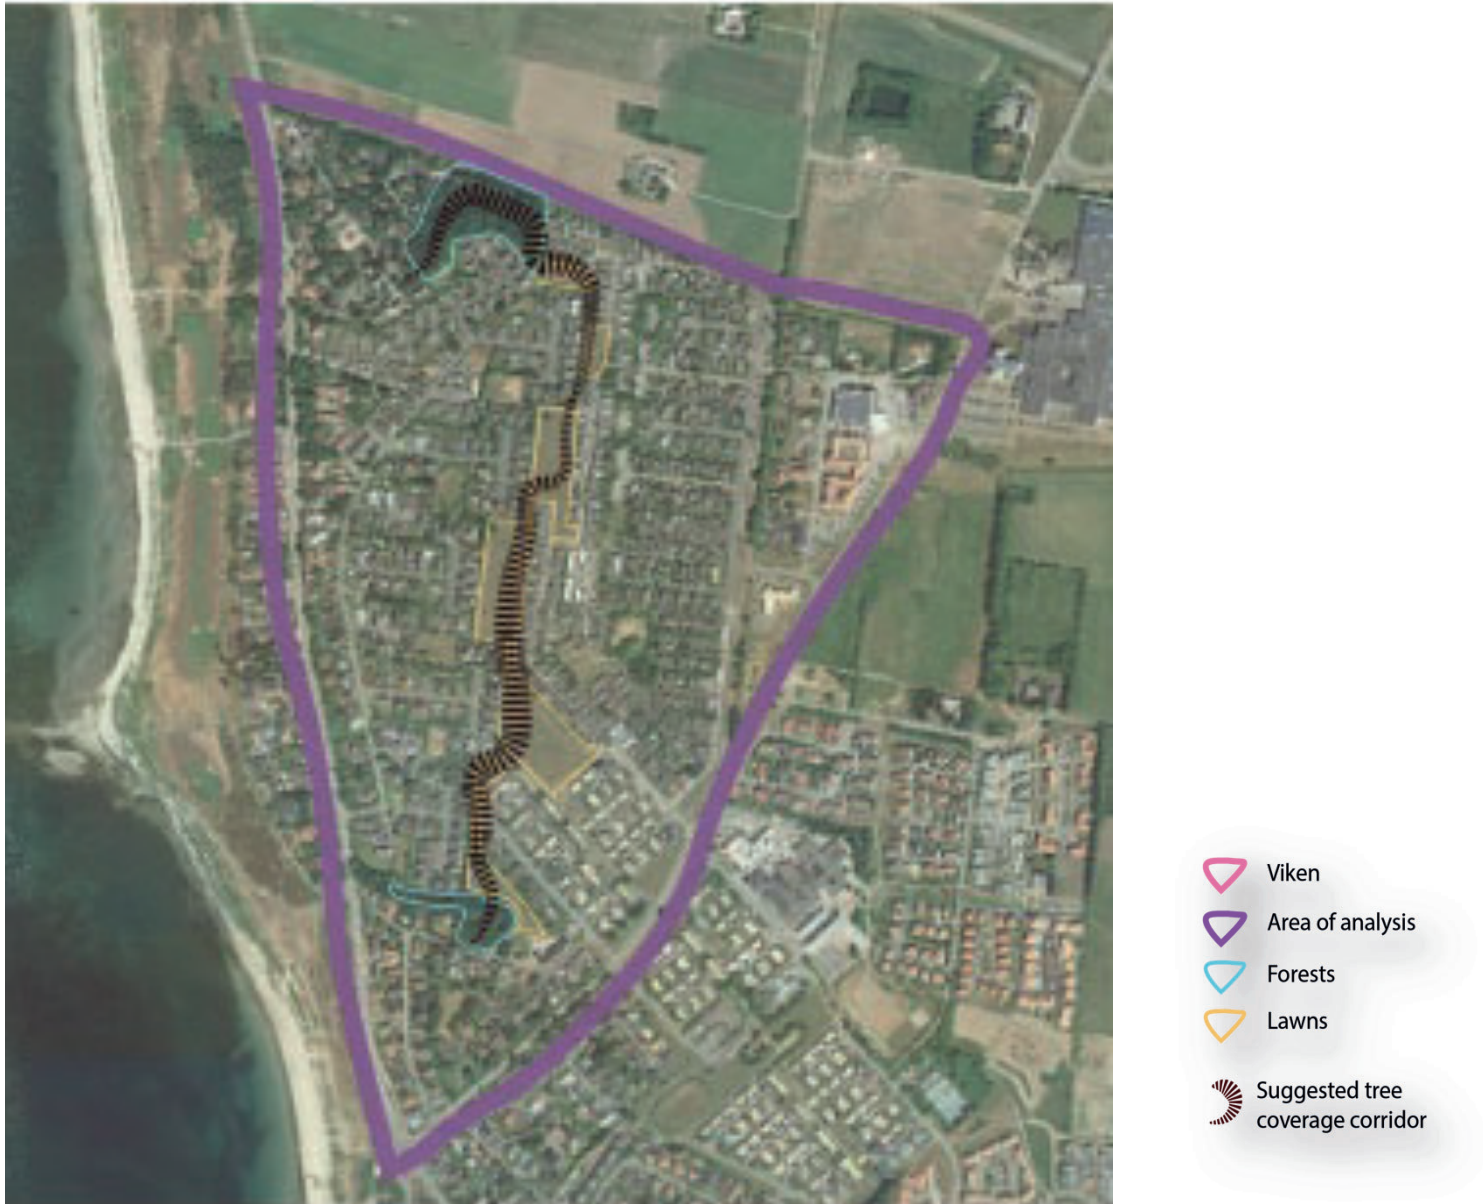 Viken
Area of analysis
Forests
Lawns
Suggested tree
coverage corridor